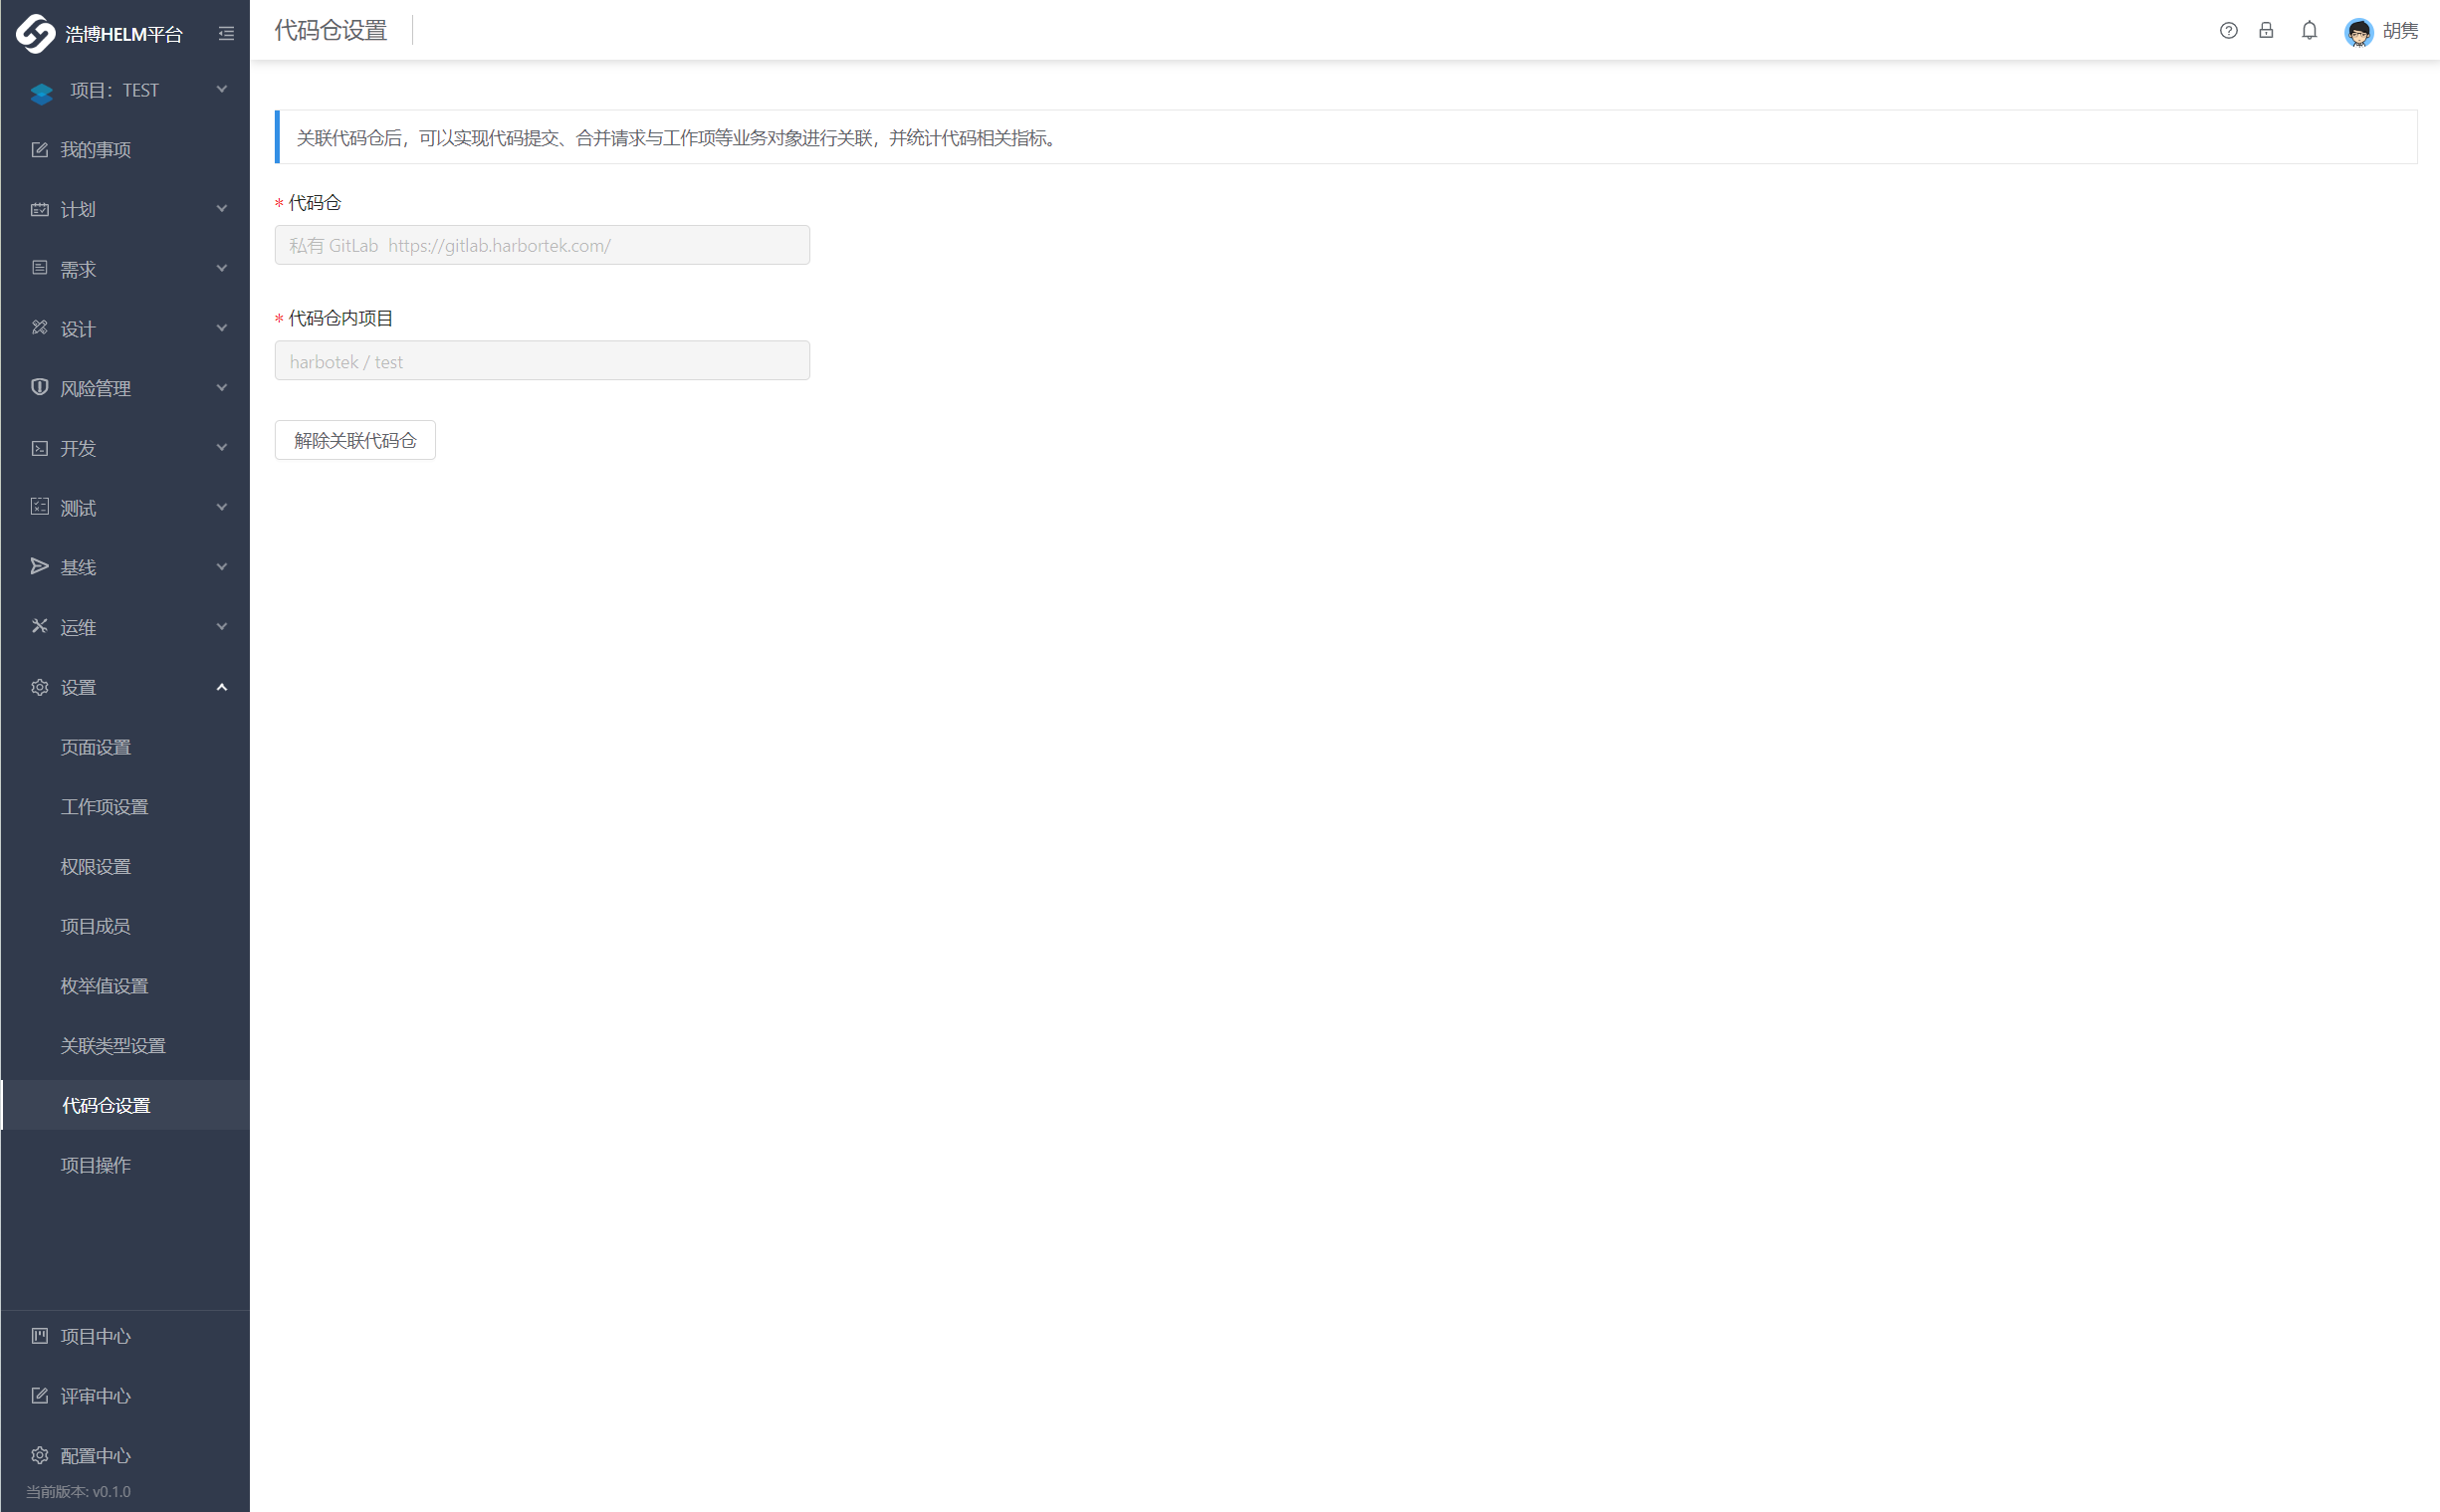 浩博HELM平台
项目：TEST
我的事项
计划
需求
设计
风险管理
开发
测试
基线
运维
设置
页面设置
工作项设置
权限设置
项目成员
枚举值设置
关联类型设置
代码仓设置
项目操作
项目中心
评审中心
配置中心
当前版本: v0.1.0
代码仓设置
胡隽
关联代码仓后，可以实现代码提交、合并请求与工作项等业务对象进行关联，并统计代码相关指标。
* 代码仓
私有 GitLab https://gitlab.harbortek.com/
* 代码仓内项目
harbotek / test
解除关联代码仓